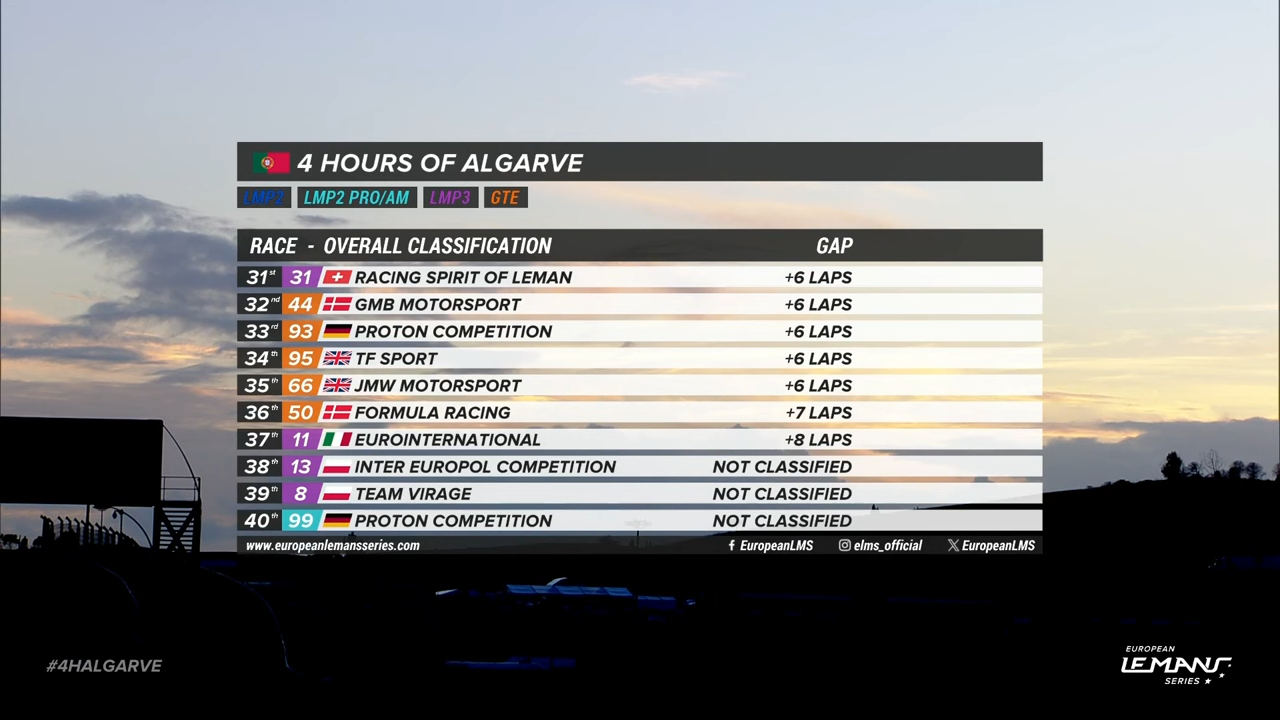 4 HOURS OF ALGARVE
LMP2 LMP2 PRO/AM LMP3 GTE
RACE - OVERALL CLASSIFICATION GAP
31st 31 RACING SPIRIT OF LEMAN +6 LAPS
32nd 44 GMB MOTORSPORT +6 LAPS
33rd 93 PROTON COMPETITION +6 LAPS
34th 95 TF SPORT +6 LAPS
35th 66 JMW MOTORSPORT +6 LAPS
36th 50 FORMULA RACING +7 LAPS
37th 11 EUROINTERNATIONAL +8 LAPS
38th 13 INTER EUROPOL COMPETITION NOT CLASSIFIED
39th 8 TEAM VIRAGE NOT CLASSIFIED
40th 99 PROTON COMPETITION NOT CLASSIFIED
www.europeanlemansseries.com EuropeanLMS elms_official EuropeanLMS
#4HALGARVE
EUROPEAN
LEMANS
SERIES